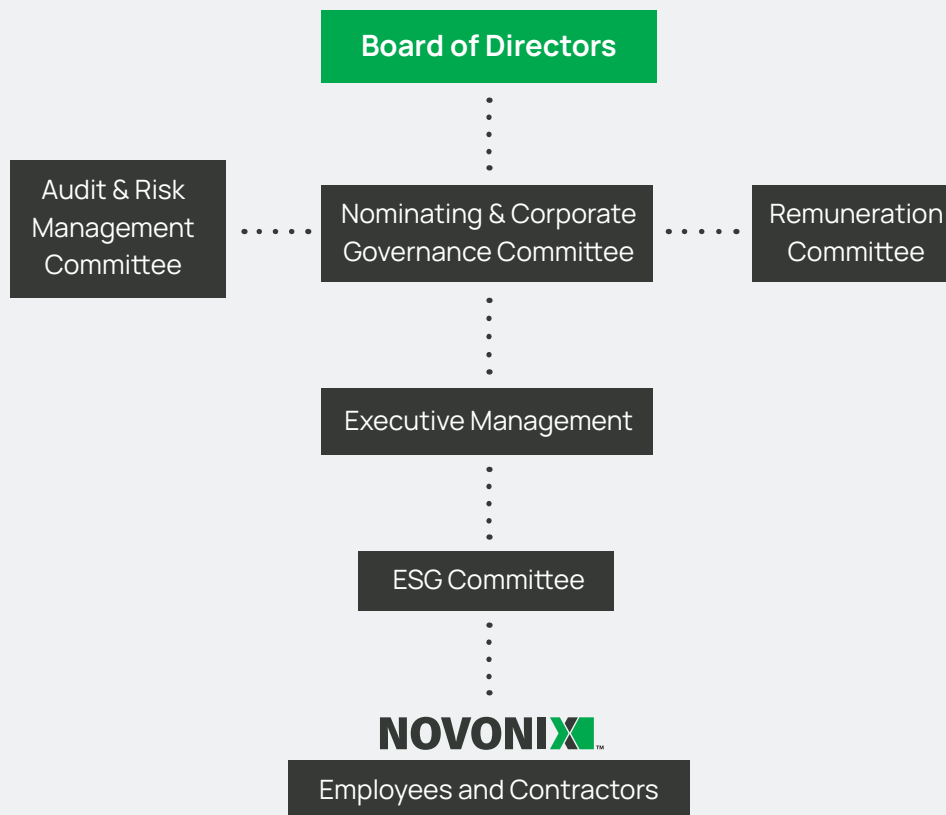 Board of Directors
Audit & Risk
Management
Committee
Nominating & Corporate
Governance Committee
Remuneration
Committee
Executive Management
ESG Committee
NOVONIX™
Employees and Contractors